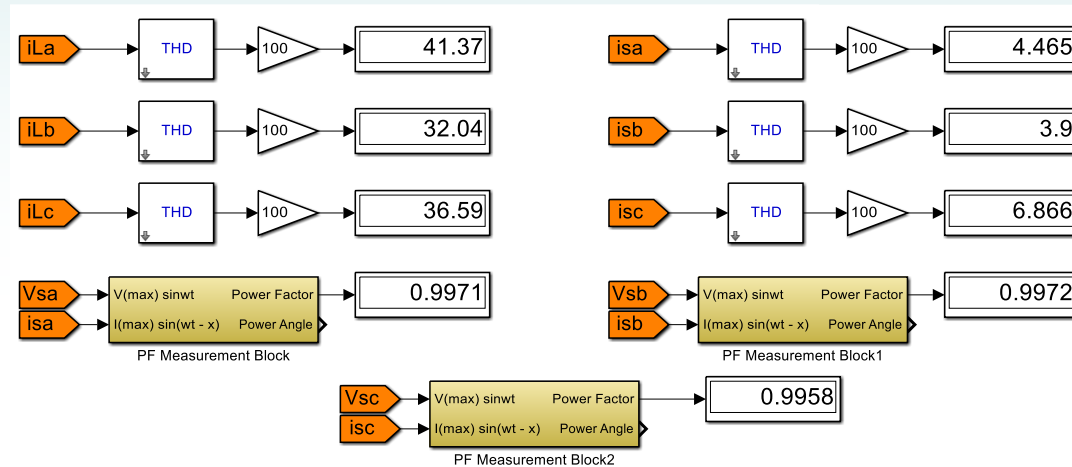 iLa THD 100 41.37 isa THD 100 4.465
iLb THD 100 32.04 isb THD 100 3.9
iLc THD 100 36.59 isc THD 100 6.866
Vsa V(max) sinwt Power Factor 0.9971 Vsb V(max) sinwt Power Factor 0.9972
isa I(max) sin(wt - x) Power Angle isb I(max) sin(wt - x) Power Angle
PF Measurement Block PF Measurement Block1
Vsc V(max) sinwt Power Factor 0.9958
isc I(max) sin(wt - x) Power Angle
PF Measurement Block2